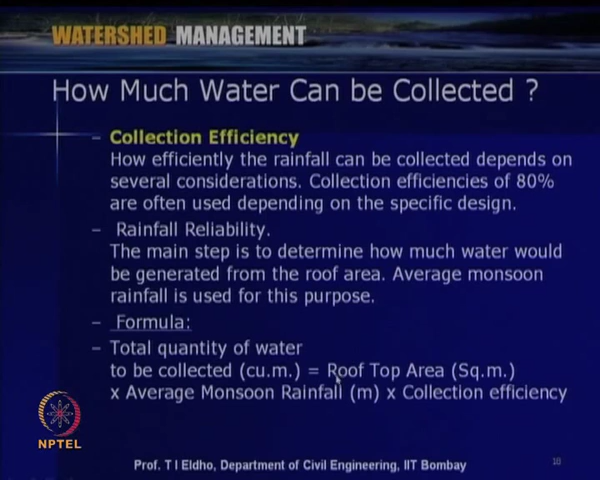 WATERSHED MANAGEMENT
How Much Water Can be Collected ?
– Collection Efficiency
How efficiently the rainfall can be collected depends on
several considerations. Collection efficiencies of 80%
are often used depending on the specific design.
– Rainfall Reliability.
The main step is to determine how much water would
be generated from the roof area. Average monsoon
rainfall is used for this purpose.
– Formula:
– Total quantity of water
to be collected (cu.m.) = Roof Top Area (Sq.m.)
x Average Monsoon Rainfall (m) x Collection efficiency
NPTEL
Prof. T I Eldho, Department of Civil Engineering, IIT Bombay
10